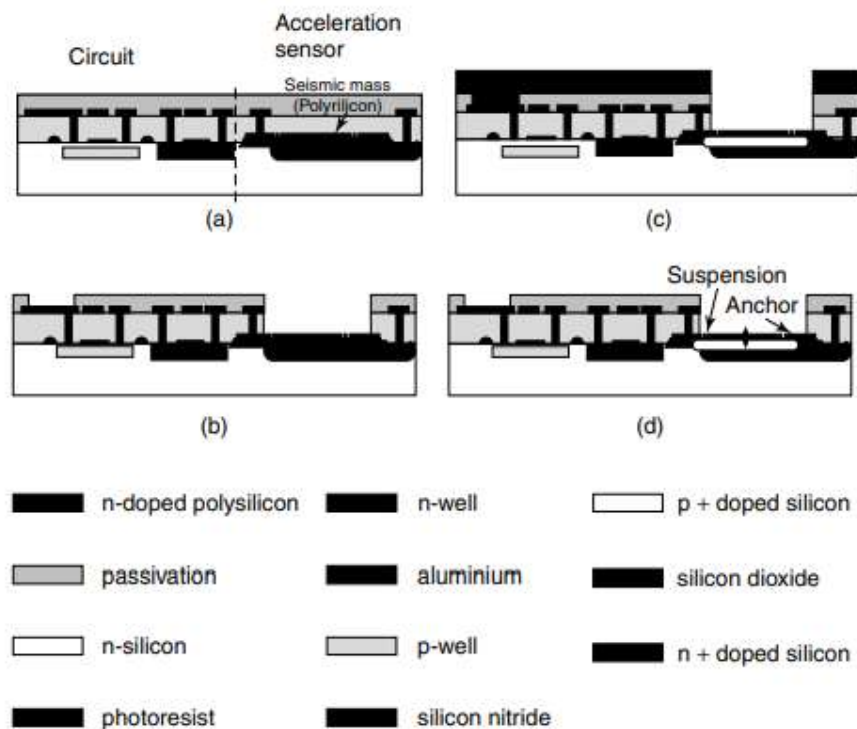 Circuit
Acceleration
sensor
Seismic mass
(Polyriljcon)
(a)
(c)
Suspension
Anchor
(b)
(d)
n-doped polysilicon
n-well
p + doped silicon
passivation
aluminium
silicon dioxide
n-silicon
p-well
n + doped silicon
photoresist
silicon nitride